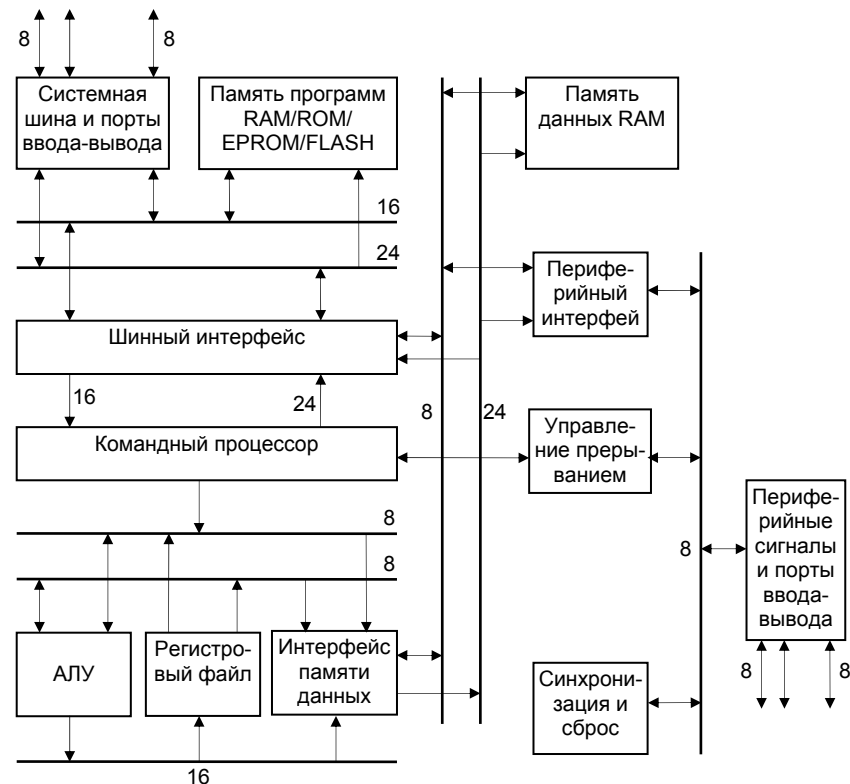 8
8
Системная
шина и порты
ввода-вывода
Память программ
RAM/ROM/
EPROM/FLASH
Память
данных RAM
16
24
Перифе-
рийный
интерфей
Шинный интерфейс
16
24
8
24
Командный процессор
Управле-
ние преры-
ванием
Перифе-
рийные
сигналы
и порты
ввода-
вывода
8
8
8
8
8
АЛУ
Регистро-
вый файл
Интерфейс
памяти
данных
Синхрони-
зация и
сброс
16